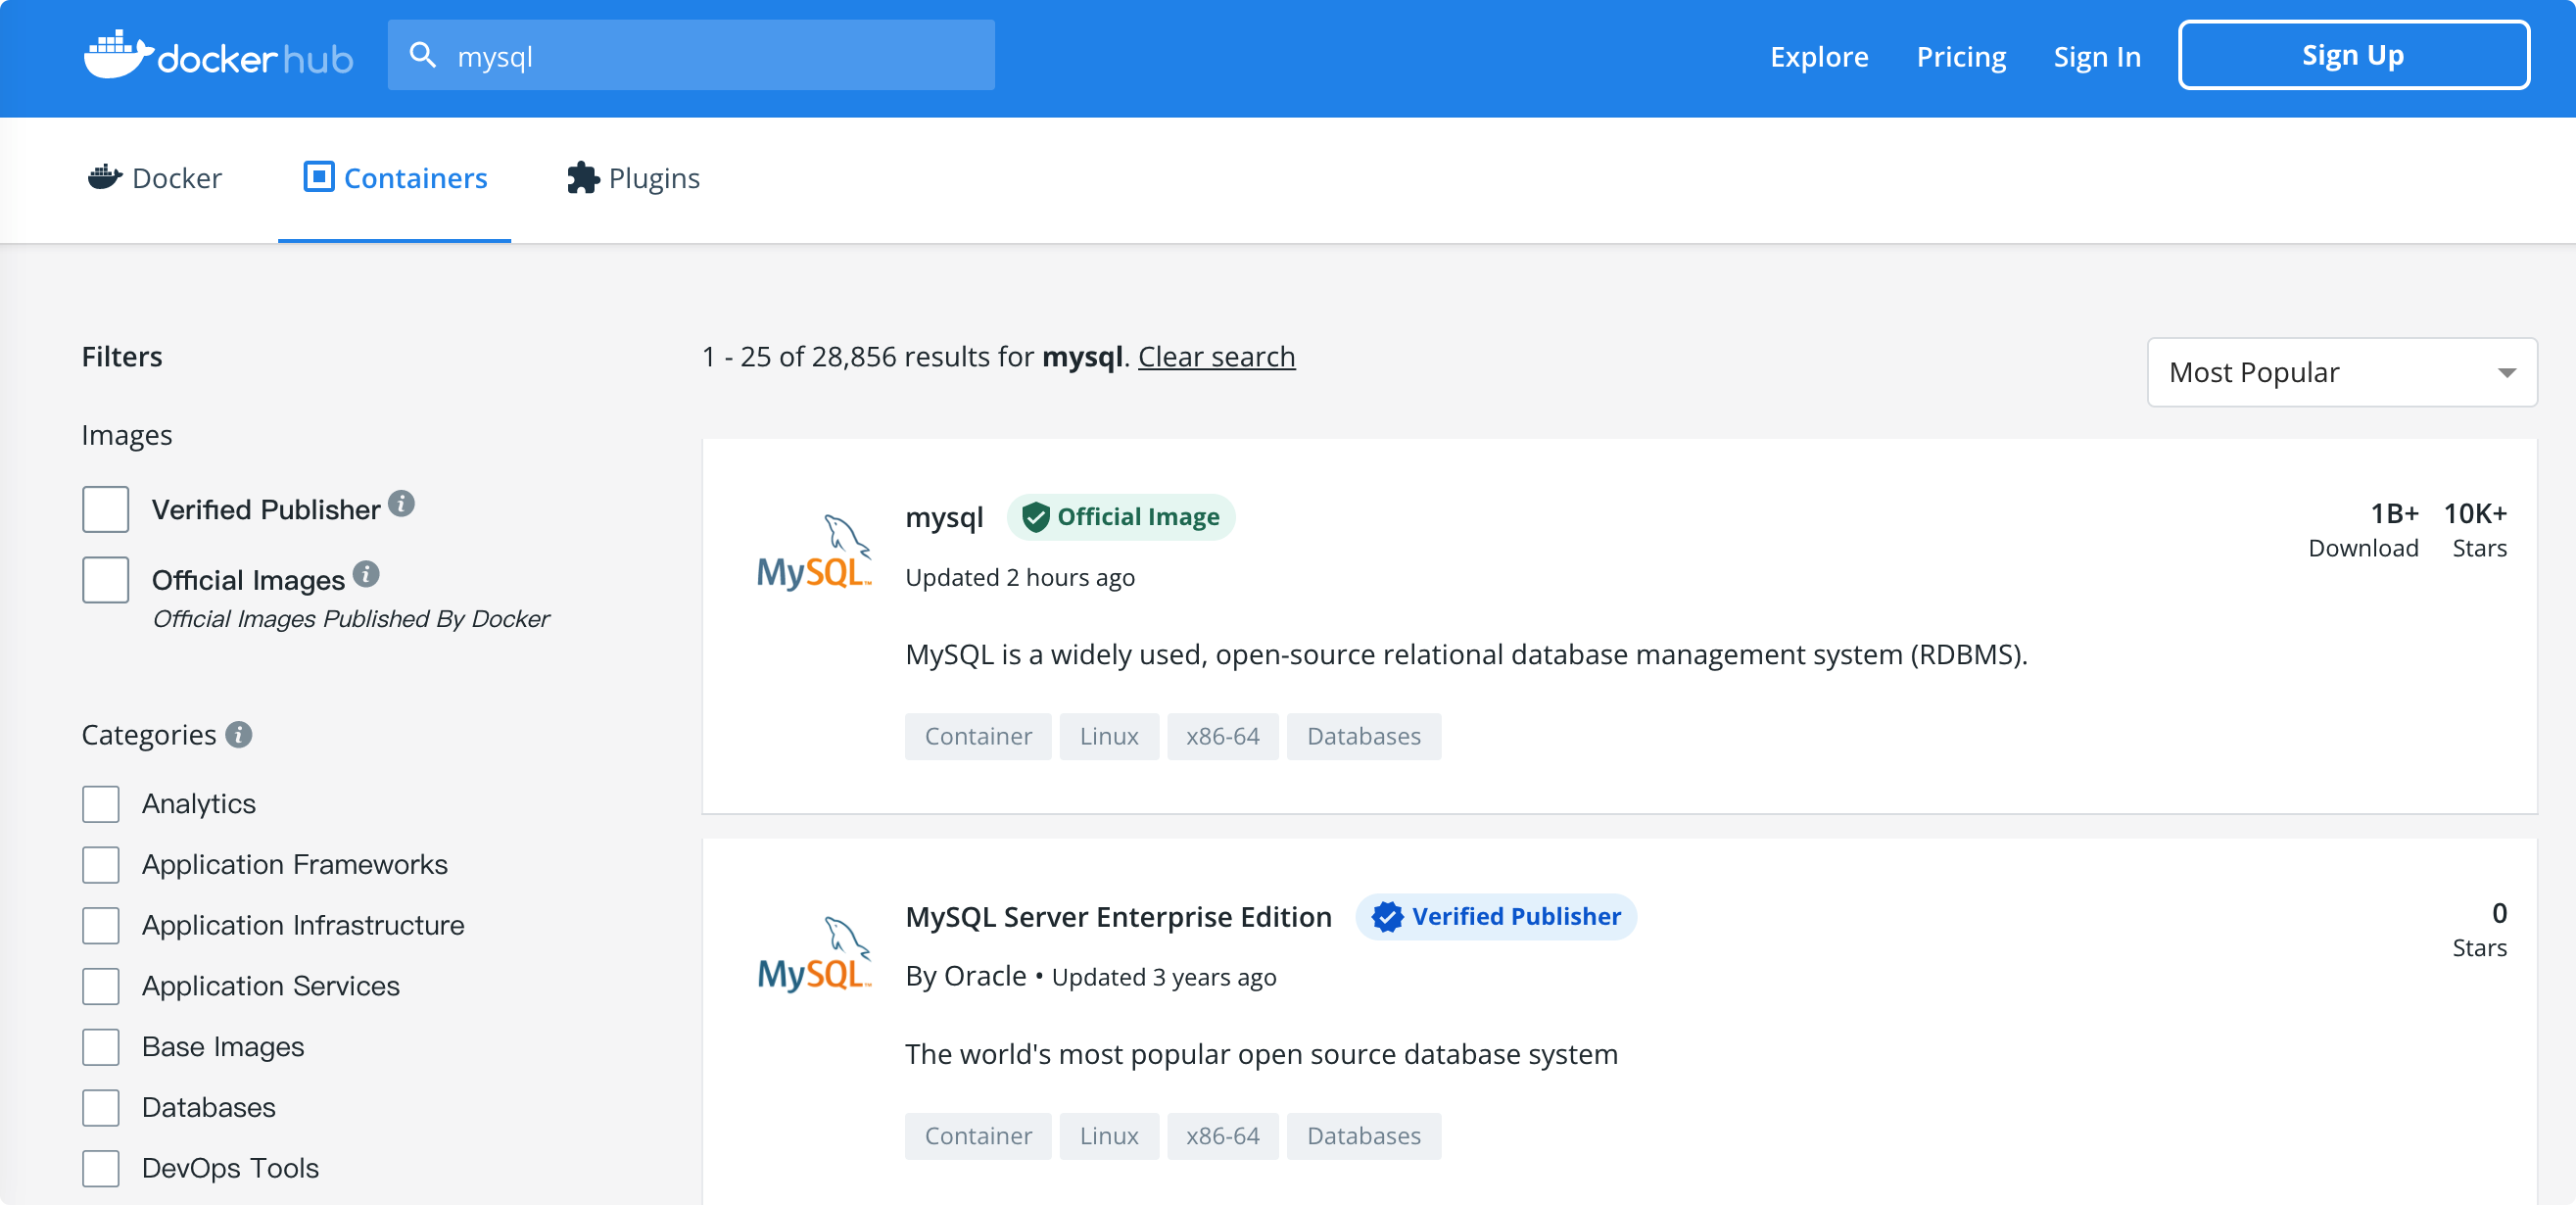 docker hub
mysql
Explore
Pricing
Sign In
Sign Up
Docker
Containers
Plugins
Filters
Images
Verified Publisher
Official Images
Official Images Published By Docker
Categories
Analytics
Application Frameworks
Application Infrastructure
Application Services
Base Images
Databases
DevOps Tools
1 - 25 of 28,856 results for mysql. Clear search
Most Popular
MySQL™
mysql
Official Image
1B+
Download
10K+
Stars
Updated 2 hours ago
MySQL is a widely used, open-source relational database management system (RDBMS).
Container
Linux
x86-64
Databases
MySQL™
MySQL Server Enterprise Edition
Verified Publisher
0
Stars
By Oracle • Updated 3 years ago
The world's most popular open source database system
Container
Linux
x86-64
Databases